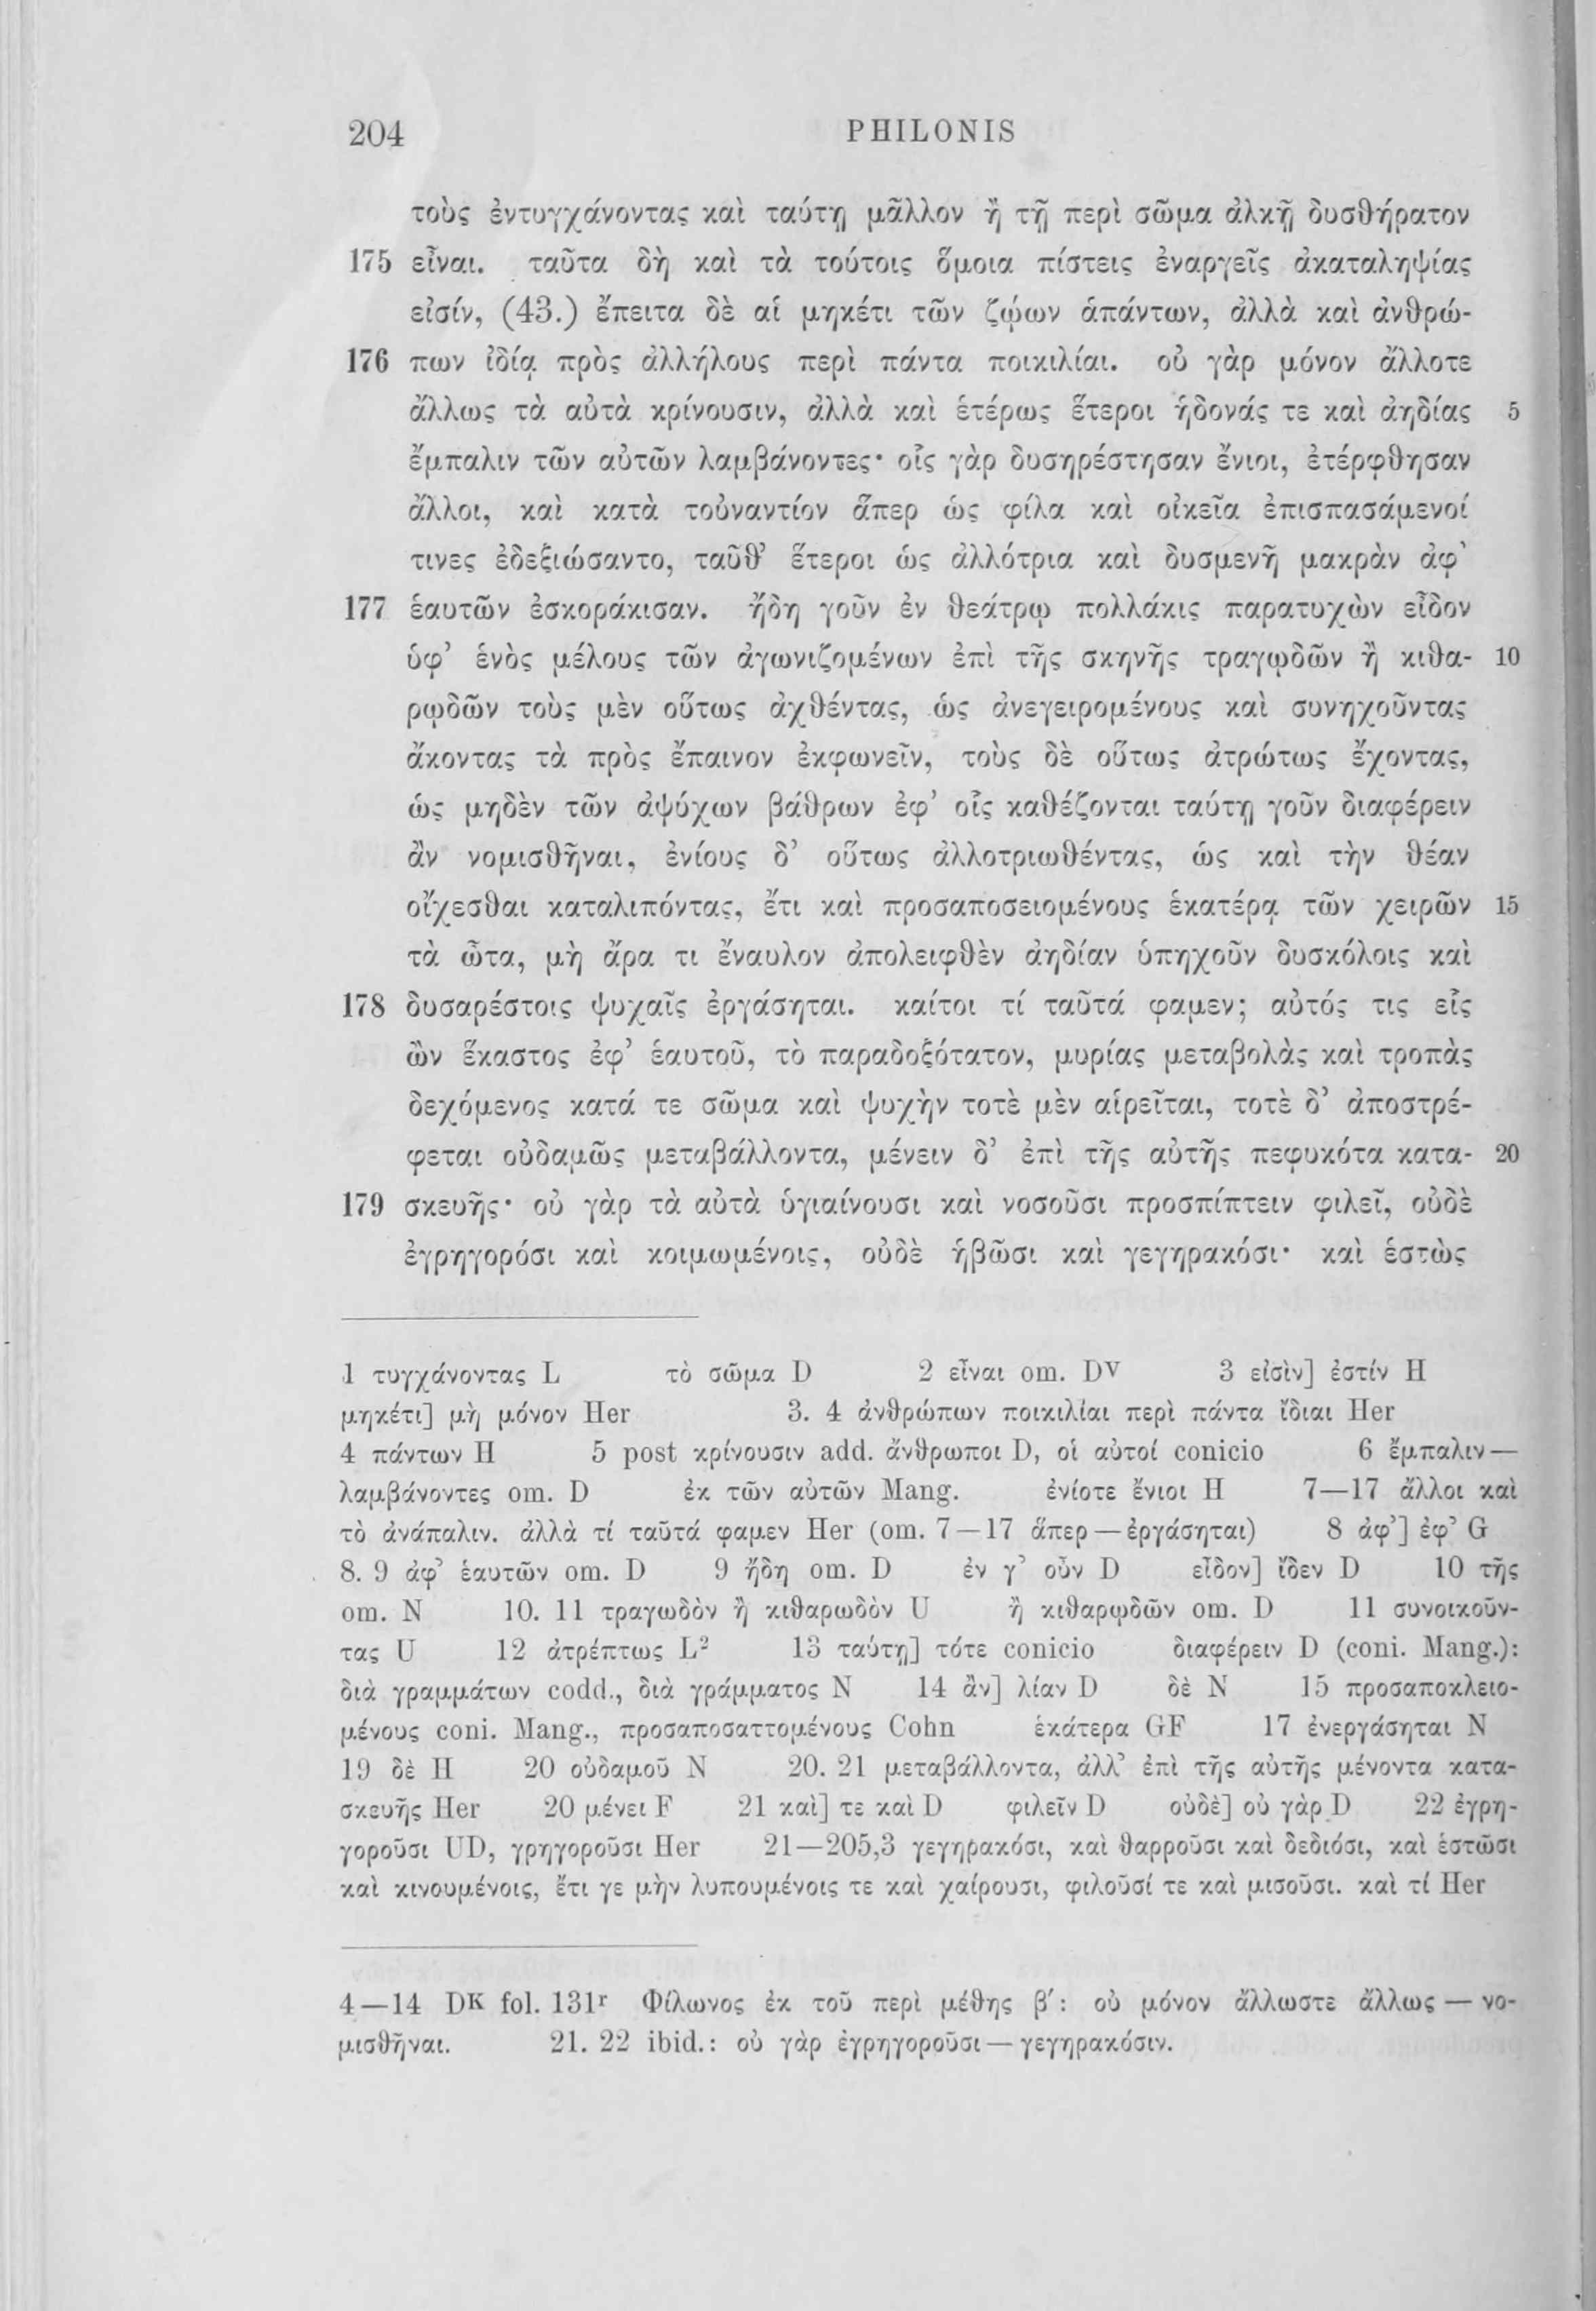 204 PHILONIS
τοὺς ἐντυγχάνοντας καὶ ταύτῃ μᾶλλον ἢ τῇ περὶ σῶμα ἀλκῇ δυσθήρατον
175 εἶναι. ταῦτα δὴ καὶ τὰ τούτοις ὅμοια πίστεις ἐναργεῖς ἀκαταληψίας
εἰσίν, (43.) ἔπειτα δὲ αἱ μηκέτι τῶν ζῴων ἁπάντων, ἀλλὰ καὶ ἀνθρώ-
176 πων ἰδίᾳ πρὸς ἀλλήλους περὶ πάντα ποικιλίαι. οὐ γὰρ μόνον ἄλλοτε
ἄλλως τὰ αὐτὰ κρίνουσιν, ἀλλὰ καὶ ἑτέρως ἕτεροι ἡδονάς τε καὶ ἀηδίας 5
ἔμπαλιν τῶν αὐτῶν λαμβάνοντες· οἷς γὰρ δυσηρέστησαν ἔνιοι, ἐτέρφθησαν
ἄλλοι, καὶ κατὰ τοὐναντίον ἅπερ ὡς φίλα καὶ οἰκεῖα ἐπισπασάμενοί
τινες ἐδεξιώσαντο, ταῦθ’ ἕτεροι ὡς ἀλλότρια καὶ δυσμενῆ μακρὰν ἀφ’
177 ἑαυτῶν ἐσκοράκισαν. ἤδη γοῦν ἐν θεάτρῳ πολλάκις παρατυχὼν εἶδον
ὑφ’ ἑνὸς μέλους τῶν ἀγωνιζομένων ἐπὶ τῆς σκηνῆς τραγῳδῶν ἢ κιθα- 10
ρῳδῶν τοὺς μὲν οὕτως ἀχθέντας, ὡς ἀνεγειρομένους καὶ συνηχοῦντας
ἄκοντας τὰ πρὸς ἔπαινον ἐκφωνεῖν, τοὺς δὲ οὕτως ἀτρώτως ἔχοντας,
ὡς μηδὲν τῶν ἀψύχων βάθρων ἐφ’ οἷς καθέζονται ταύτῃ γοῦν διαφέρειν
ἂν νομισθῆναι, ἐνίους δ’ οὕτως ἀλλοτριωθέντας, ὡς καὶ τὴν θέαν
οἴχεσθαι καταλιπόντας, ἔτι καὶ προσαποσειομένους ἑκατέρᾳ τῶν χειρῶν 15
τὰ ὦτα, μὴ ἄρα τι ἔναυλον ἀπολειφθὲν ἀηδίαν ὑπηχοῦν δυσκόλοις καὶ
178 δυσαρέστοις ψυχαῖς ἐργάσηται. καίτοι τί ταῦτά φαμεν; αὐτός τις εἷς
ὢν ἕκαστος ἐφ’ ἑαυτοῦ, τὸ παραδοξότατον, μυρίας μεταβολὰς καὶ τροπὰς
δεχόμενος κατά τε σῶμα καὶ ψυχὴν τοτὲ μὲν αἱρεῖται, τοτὲ δ’ ἀποστρέ-
φεται οὐδαμῶς μεταβάλλοντα, μένειν δ’ ἐπὶ τῆς αὐτῆς πεφυκότα κατα- 20
179 σκευῆς· οὐ γὰρ τὰ αὐτὰ ὑγιαίνουσι καὶ νοσοῦσι προσπίπτειν φιλεῖ, οὐδὲ
ἐγρηγορόσι καὶ κοιμωμένοις, οὐδὲ ἡβῶσι καὶ γεγηρακόσι· καὶ ἑστὼς
1 τυγχάνοντας L τὸ σῶμα D 2 εἶναι om. Dv 3 εἰσὶν] ἐστίν H
μηκέτι] μὴ μόνον Her 3. 4 ἀνθρώπων ποικιλίαι περὶ πάντα ἴδιαι Her
4 πάντων H 5 post κρίνουσιν add. ἄνθρωποι D, οἱ αὐτοί conicio 6 ἔμπαλιν—
λαμβάνοντες om. D ἐκ τῶν αὐτῶν Mang. ἐνίοτε ἔνιοι H 7—17 ἄλλοι καὶ
τὸ ἀνάπαλιν. ἀλλὰ τί ταῦτά φαμεν Her (om. 7—17 ἅπερ—ἐργάσηται) 8 ἀφ’] ἐφ’ G
8. 9 ἀφ’ ἑαυτῶν om. D 9 ἤδη om. D ἐν γ’ οὖν D εἶδον] ἴδεν D 10 τῆς
om. N 10. 11 τραγωδὸν ἢ κιθαρωδὸν U ἢ κιθαρῳδῶν om. D 11 συνοικοῦν-
τας U 12 ἀτρέπτως L² 13 ταύτῃ] τότε conicio διαφέρειν D (coni. Mang.):
διὰ γραμμάτων codd., διὰ γράμματος N 14 ἂν] λίαν D δὲ N 15 προσαποκλειο-
μένους coni. Mang., προσαποσαττομένους Cohn ἑκάτερα GF 17 ἐνεργάσηται N
19 δὲ H 20 οὐδαμοῦ N 20. 21 μεταβάλλοντα, ἀλλ’ ἐπὶ τῆς αὐτῆς μένοντα κατα-
σκευῆς Her 20 μένει F 21 καὶ] τε καὶ D φιλεῖν D οὐδὲ] οὐ γὰρ D 22 ἐγρη-
γοροῦσι UD, γρηγοροῦσι Her 21—205,3 γεγηρακόσι, καὶ θαρροῦσι καὶ δεδιόσι, καὶ ἑστῶσι
καὶ κινουμένοις, ἔτι γε μὴν λυπουμένοις τε καὶ χαίρουσι, φιλοῦσί τε καὶ μισοῦσι. καὶ τί Her
4—14 DK fol. 131r Φίλωνος ἐκ τοῦ περὶ μέθης β′: οὐ μόνον ἄλλωστε ἄλλως — νο-
μισθῆναι. 21. 22 ibid.: οὐ γὰρ ἐγρηγοροῦσι—γεγηρακόσιν.